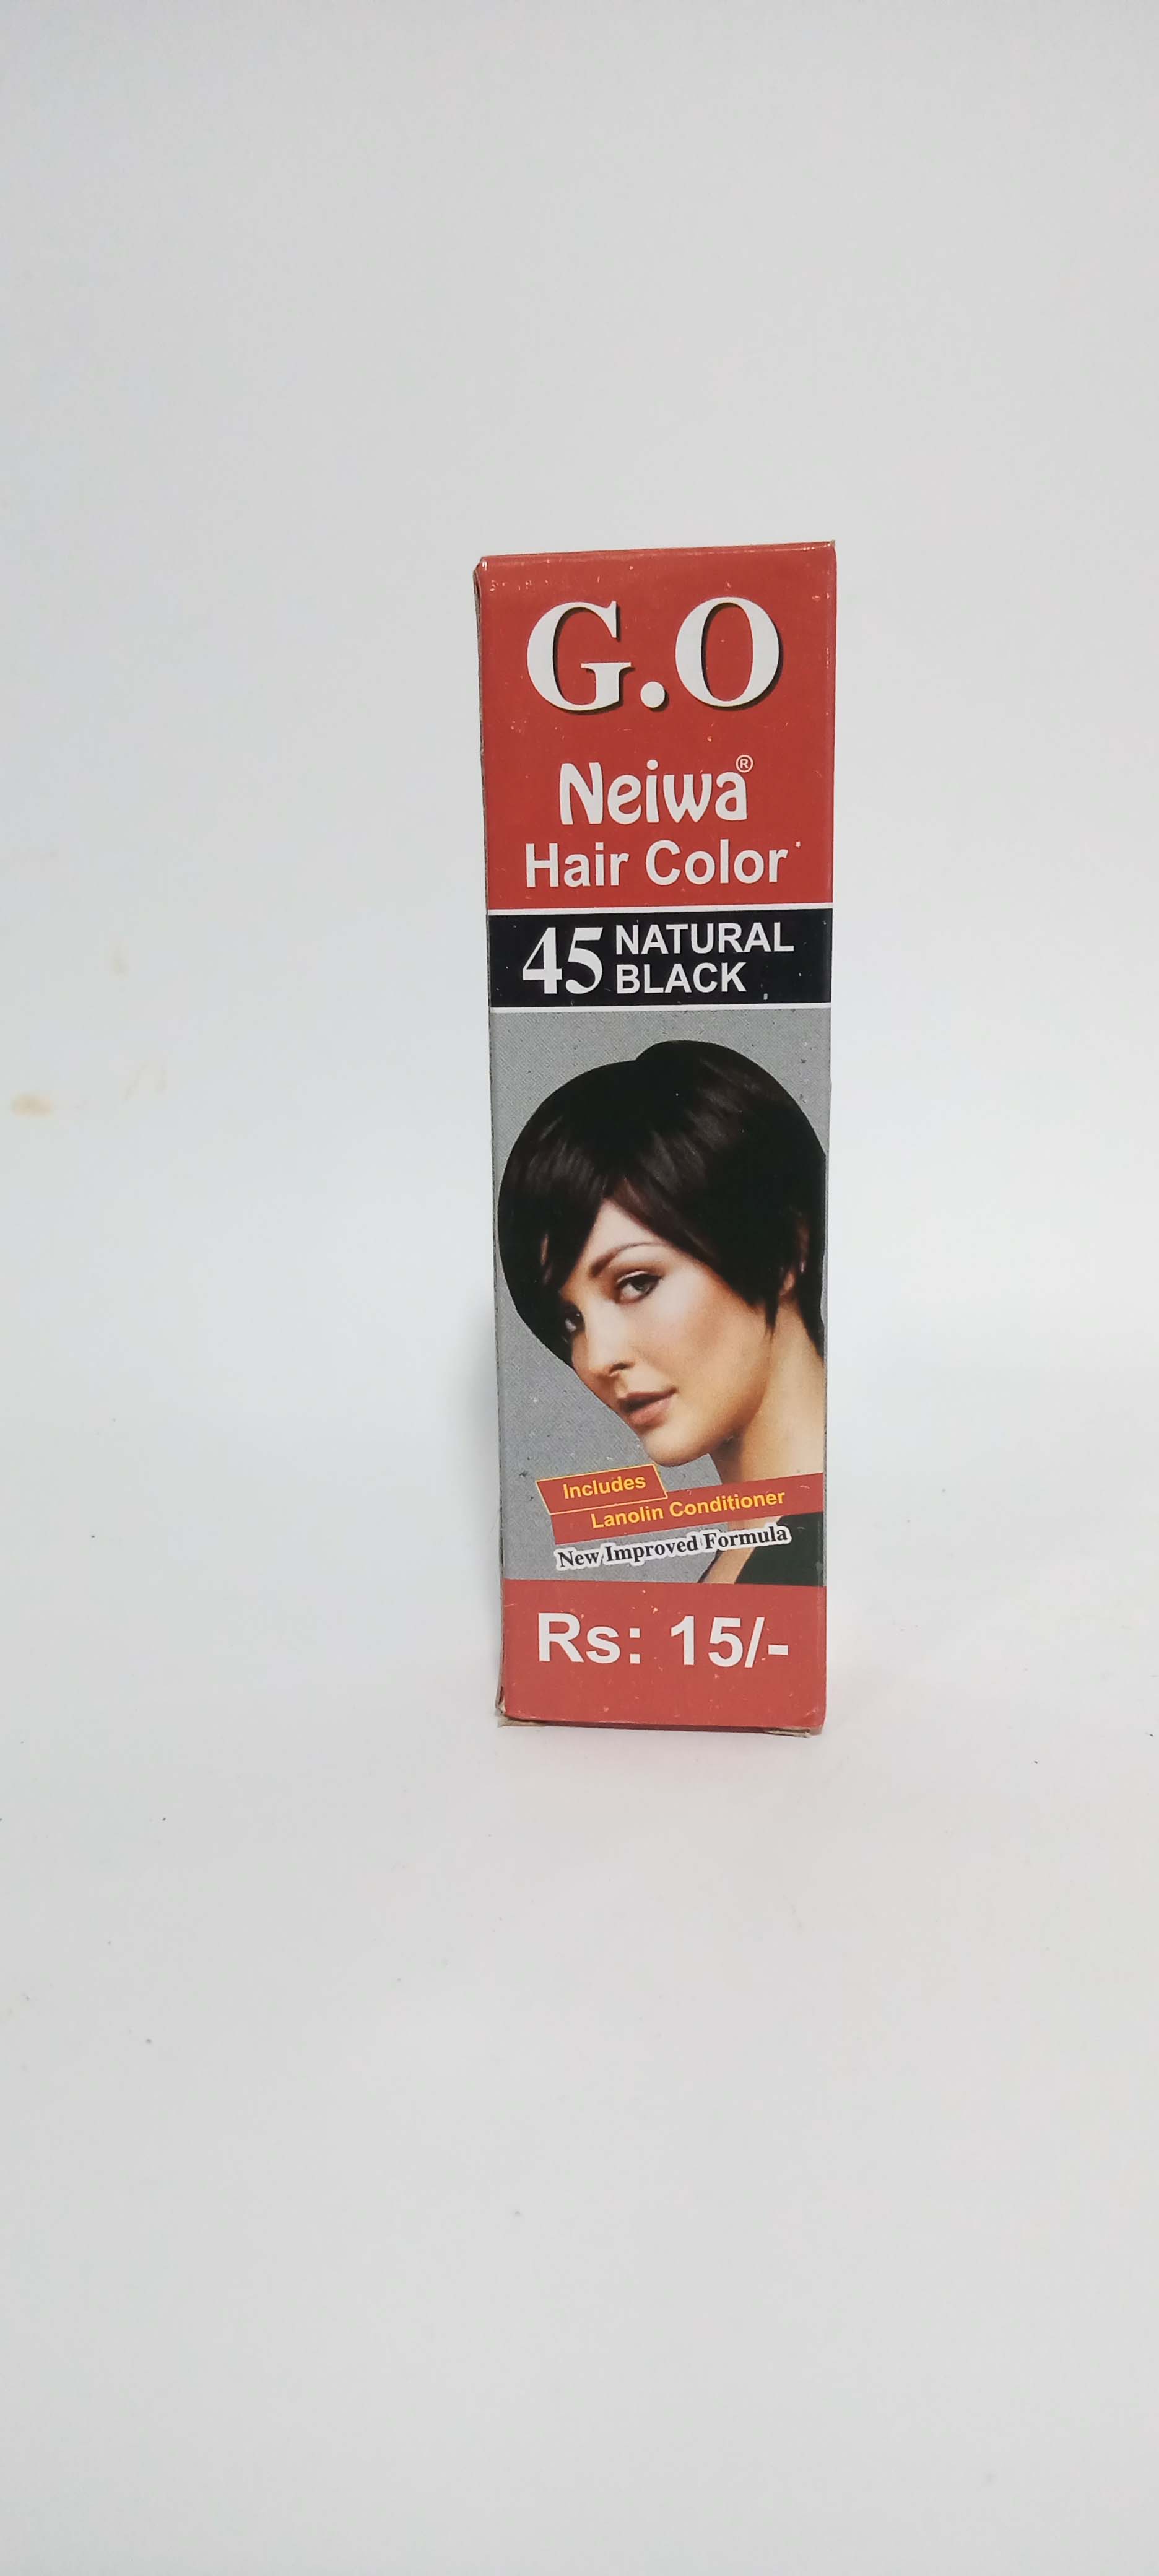 G.O
Neiwa®
Hair Color
45 NATURAL
BLACK
Includes
Lanolin Conditioner
New Improved Formula
Rs: 15/-